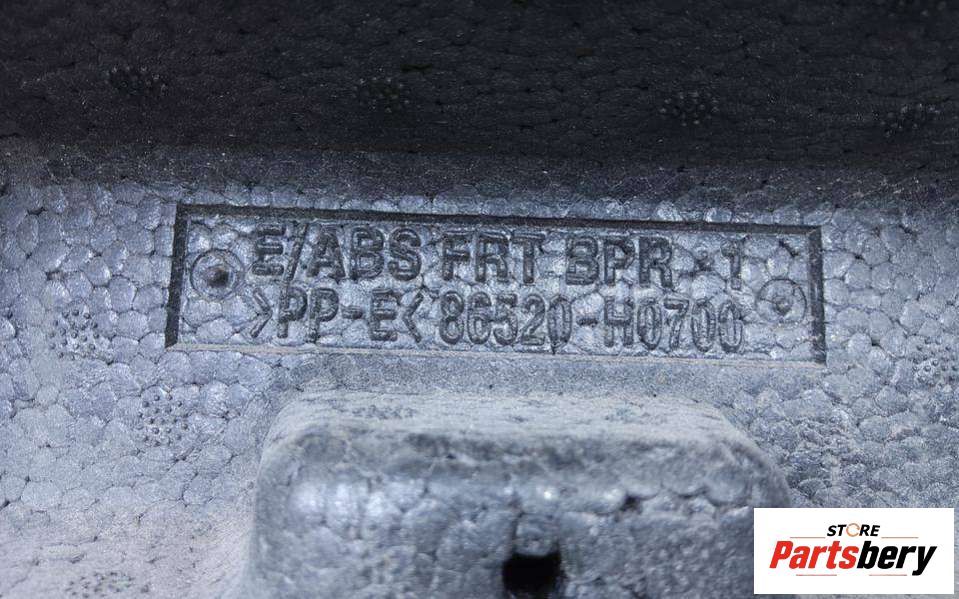 E/ABS FRT BPR -1
>PP-E< 86520-H0700
STORE
Partsbery